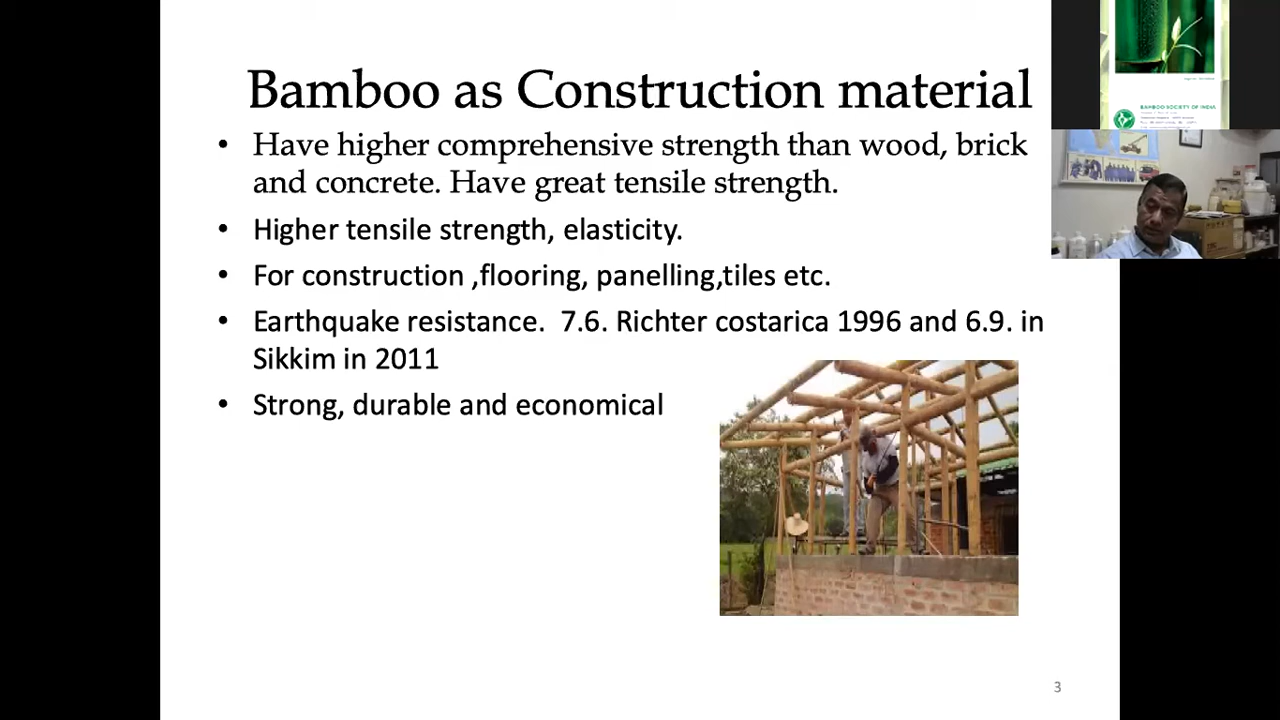 Bamboo as Construction material
• Have higher comprehensive strength than wood, brick
and concrete. Have great tensile strength.
• Higher tensile strength, elasticity.
• For construction ,flooring, panelling,tiles etc.
• Earthquake resistance.  7.6. Richter costarica 1996 and 6.9. in
Sikkim in 2011
• Strong, durable and economical
3
BAMBOO SOCIETY OF INDIA